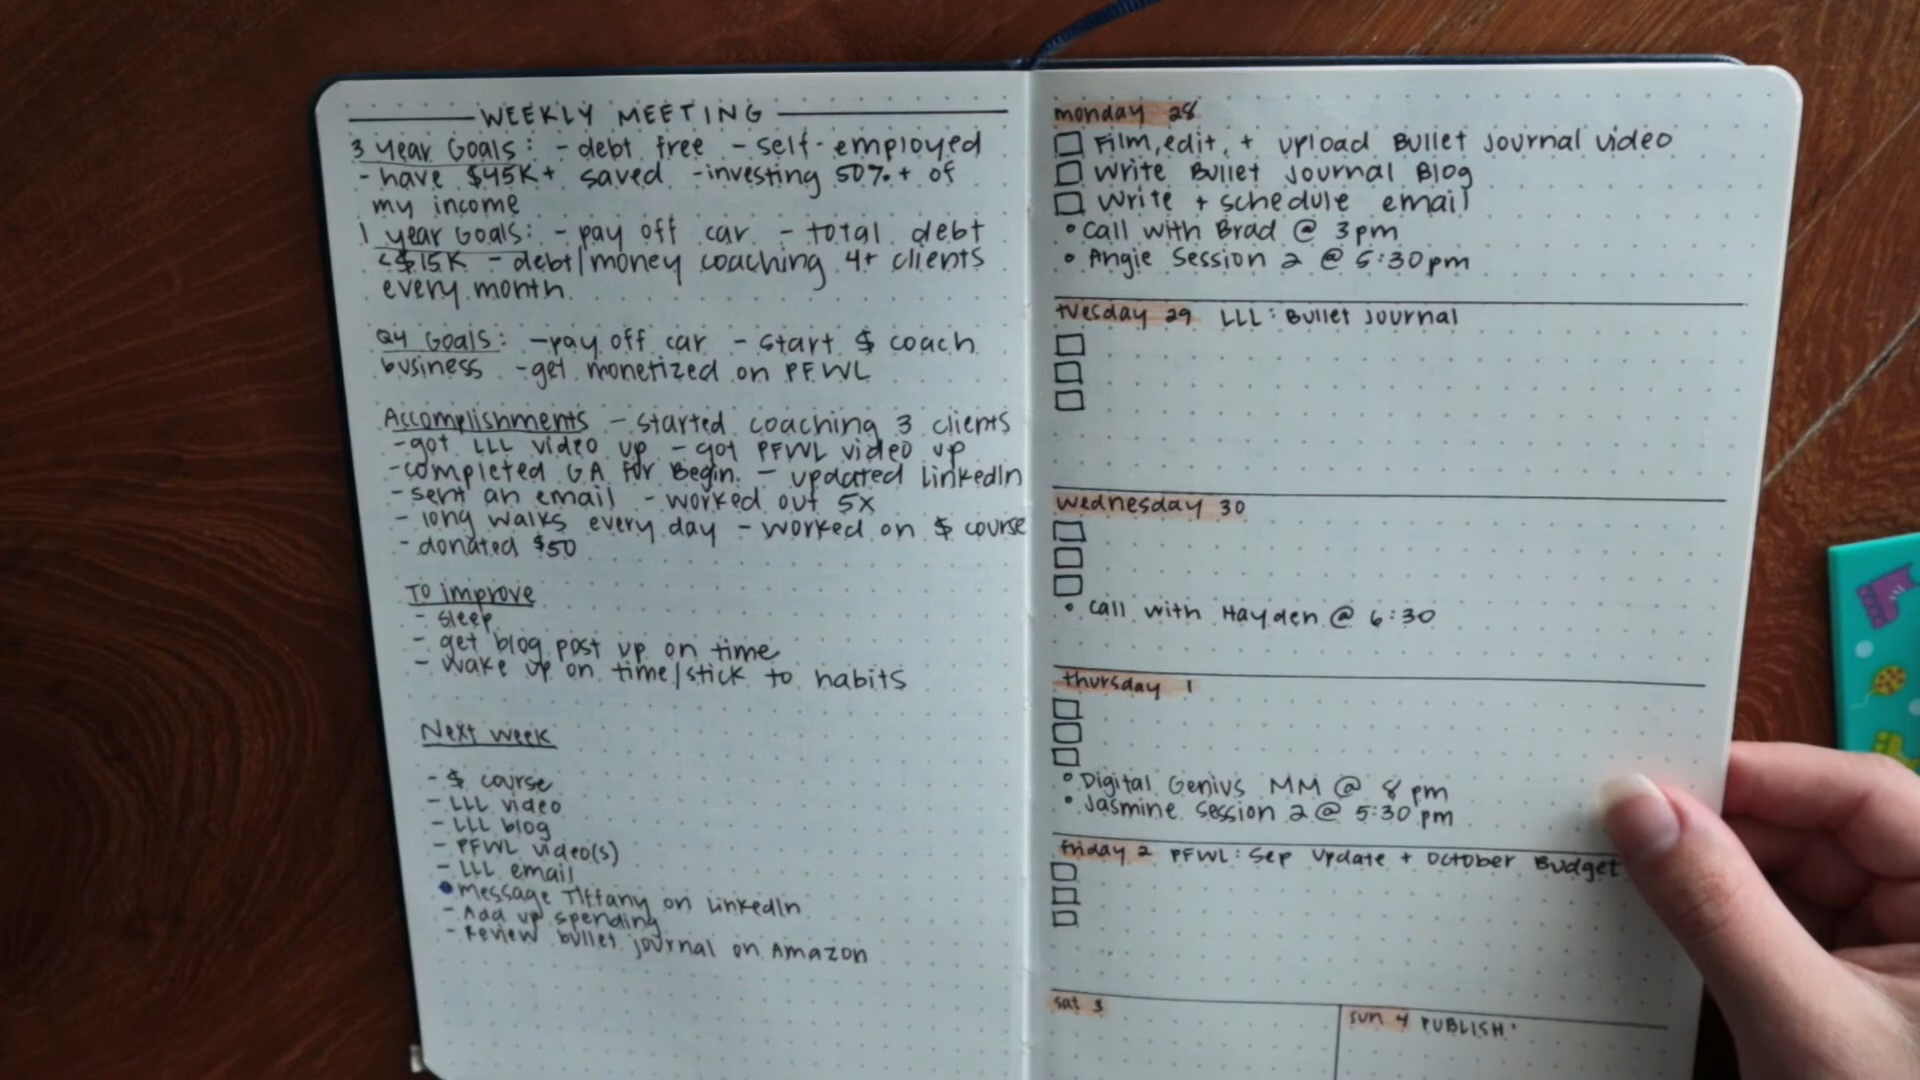 WEEKLY MEETING
3 year Goals: - debt free - self-employed
- have $45K+ saved - investing 50%+ of
my income
1 year Goals: - pay off car - total debt
<$15K - debt/money coaching 4+ clients
every month
Q4 Goals: - pay off car - start $ coach
business - get monetized on PFWL
Accomplishments - started coaching 3 clients
- got LLL video up - got PFWL video up
- completed GA for Begin. - updated LinkedIn
- sent an email - worked out 5x
- long walks every day - worked on $ course
- donated $50
To improve
- sleep
- get blog post up on time
- wake up on time/stick to habits
Next week
- $ course
- LLL video
- LLL blog
- PFWL video(s)
- LLL email
• Message Tiffany on LinkedIn
- Add up spending
- Review bullet journal on Amazon
monday 28
Film, edit, + upload Bullet Journal video
Write Bullet Journal Blog
Write + schedule email
• Call with Brad @ 3pm
• Angie Session 2 @ 5:30pm
tuesday 29 LLL: Bullet Journal
wednesday 30
• Call with Hayden @ 6:30
thursday 1
• Digital Genius MM @ 8pm
• Jasmine Session 2 @ 5:30pm
friday 2 PFWL: Sep Update + October Budget
sat 3
sun 4 PUBLISH